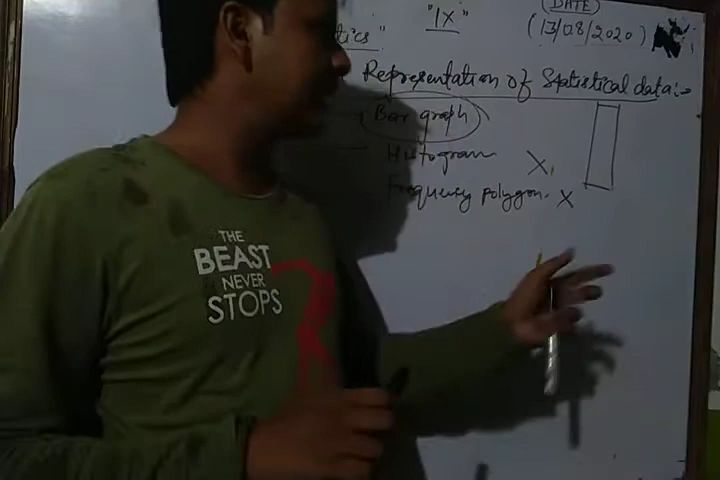 "IX"
(DATE)
(13/08/2020)
tics"
Representation of Statistical data:-
Bar graph
Histogram X
Frequency polygon. X
THE
BEAST
NEVER
STOPS